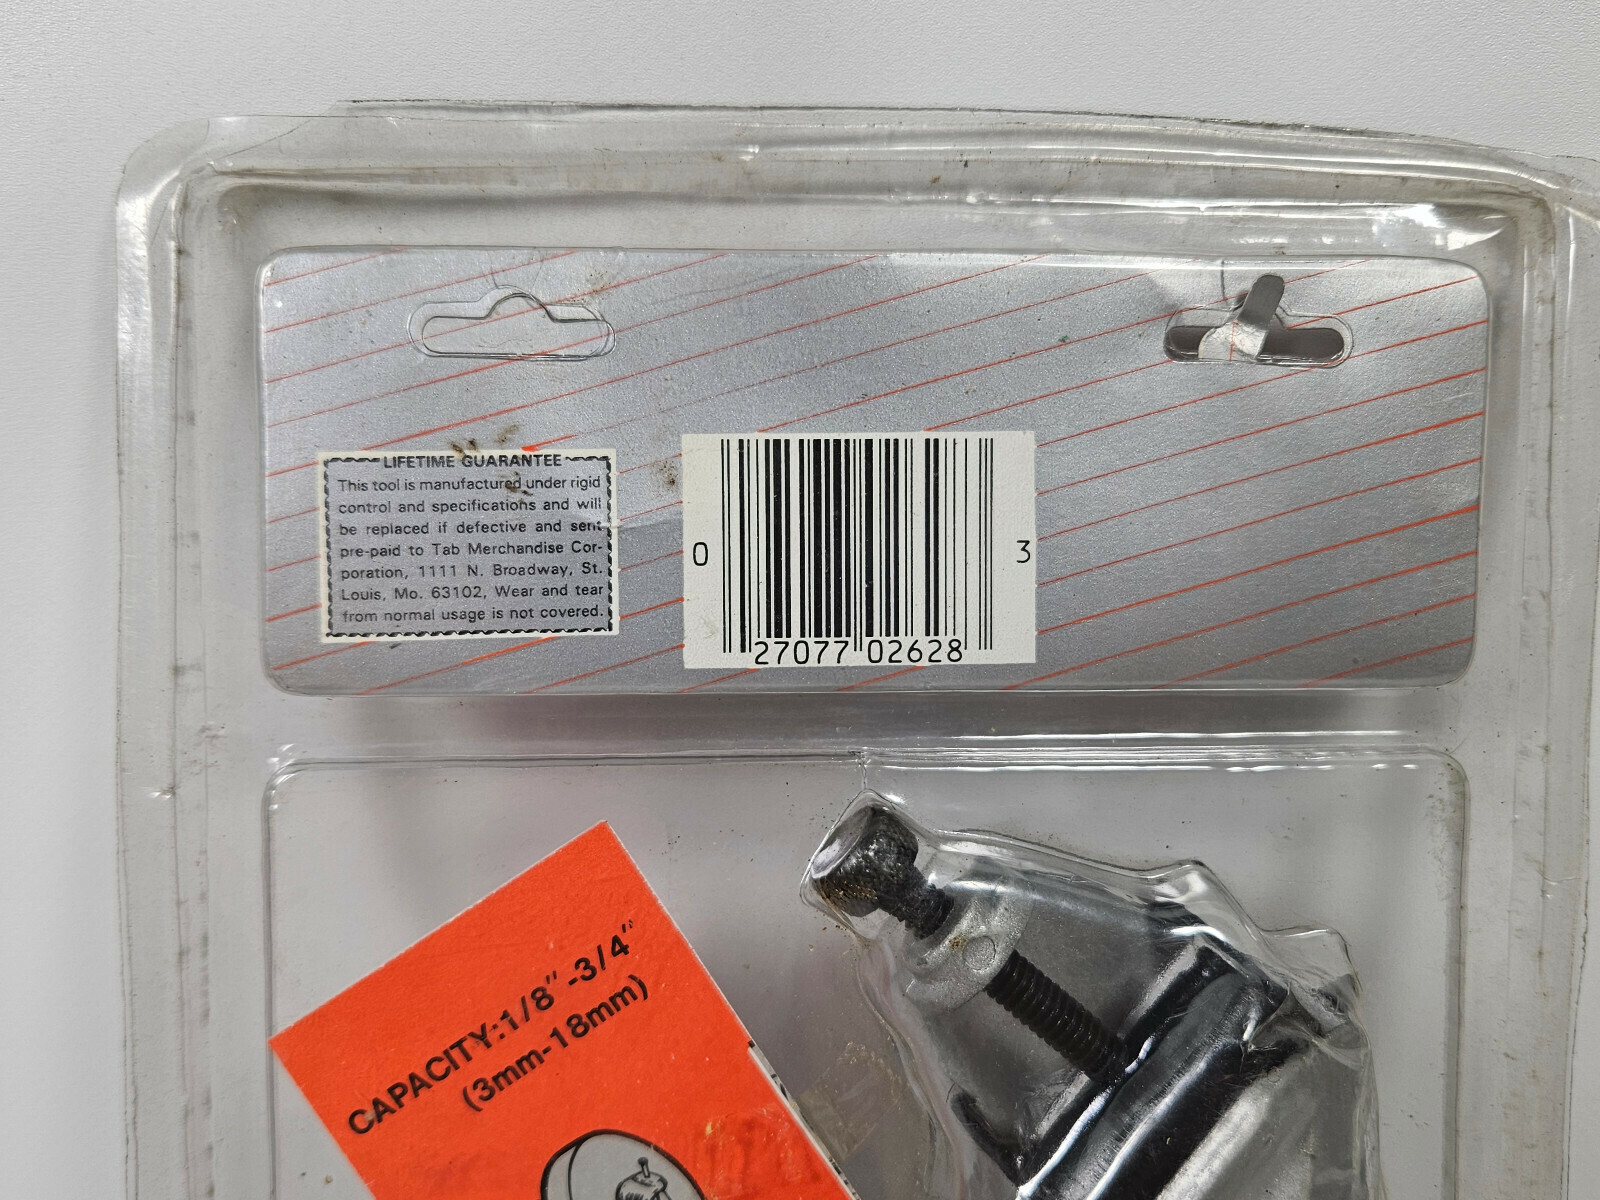 LIFETIME GUARANTEE
This tool is manufactured under rigid
control and specifications and will
be replaced if defective and sent
pre-paid to Tab Merchandise Cor-
poration, 1111 N. Broadway, St.
Louis, Mo. 63102, Wear and tear
from normal usage is not covered.
0 27077 02628 3
CAPACITY:1/8"-3/4"
(3mm-18mm)